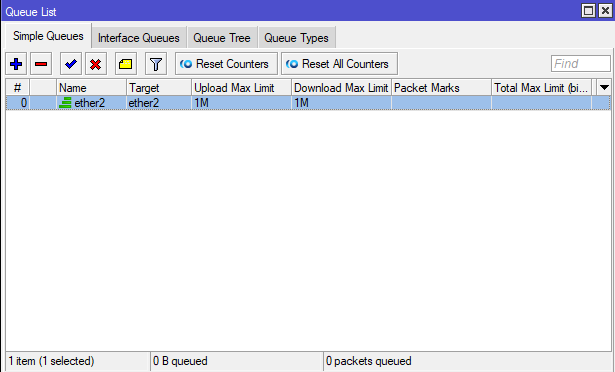 Queue List
Simple Queues Interface Queues Queue Tree Queue Types
Reset Counters Reset All Counters Find
# Name Target Upload Max Limit Download Max Limit Packet Marks Total Max Limit (bi...
0 ether2 ether2 1M 1M
1 item (1 selected) 0 B queued 0 packets queued